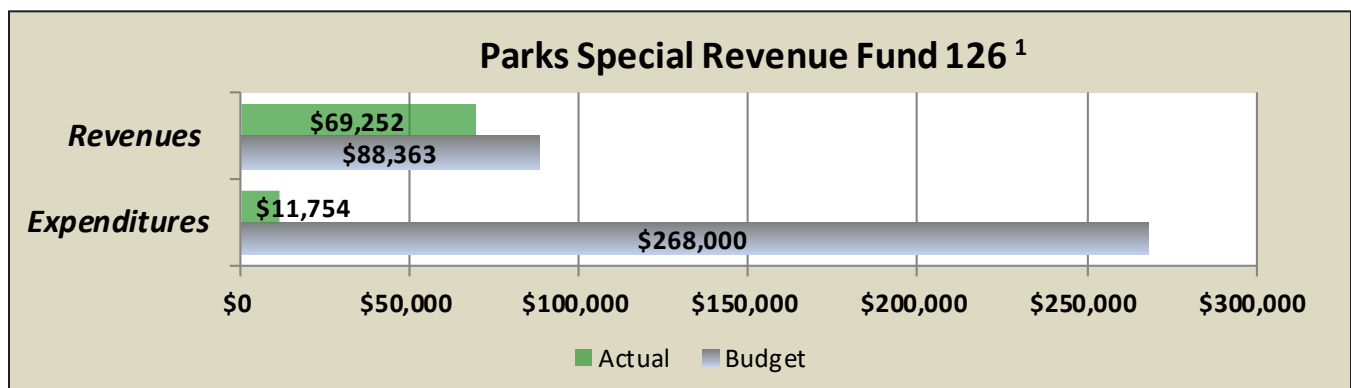 Parks Special Revenue Fund 126 ¹
Revenues
$69,252
$88,363
Expenditures
$11,754
$268,000
$0 $50,000 $100,000 $150,000 $200,000 $250,000 $300,000
Actual Budget